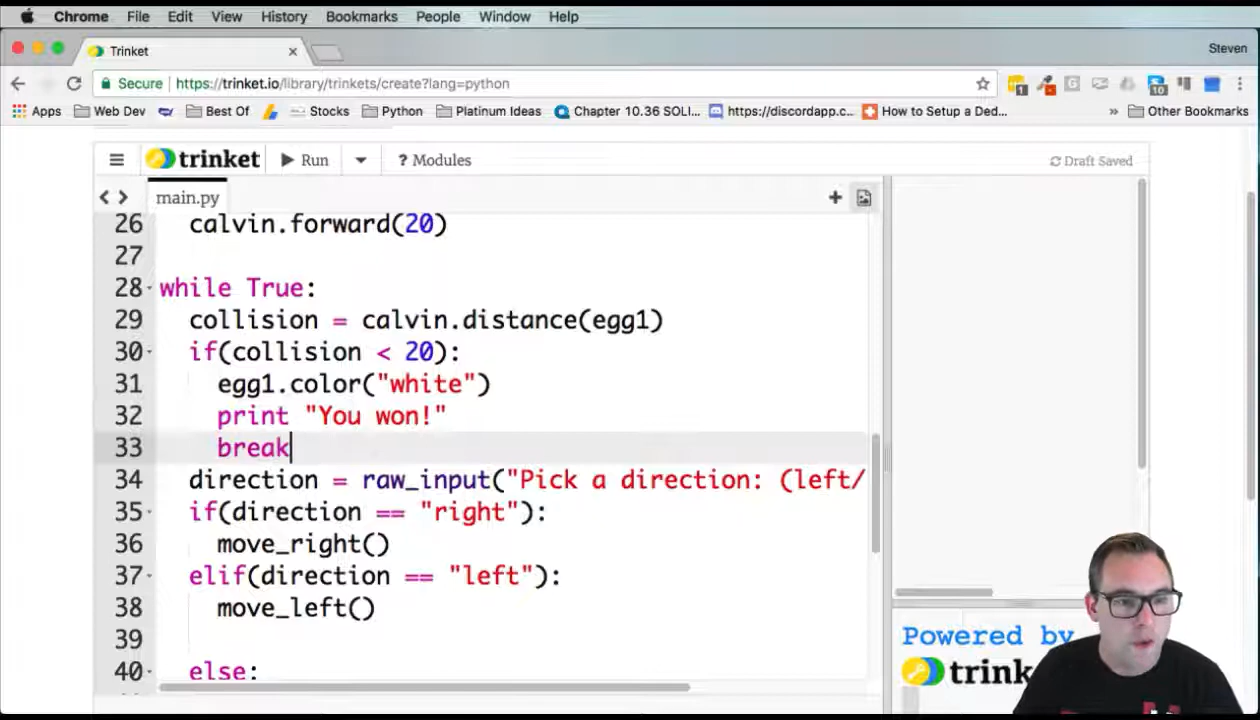 Chrome File Edit View History Bookmarks People Window Help
Trinket
Steven
Secure https://trinket.io/library/trinkets/create?lang=python
1
10
Apps Web Dev Best Of Stocks Python Platinum Ideas Chapter 10.36 SOLI... https://discordapp.c... How to Setup a Ded... » Other Bookmarks
trinket Run ? Modules Draft Saved
main.py
26 calvin.forward(20)
27
28 while True:
29 collision = calvin.distance(egg1)
30 if(collision < 20):
31 egg1.color("white")
32 print "You won!"
33 break
34 direction = raw_input("Pick a direction: (left/
35 if(direction == "right"):
36 move_right()
37 elif(direction == "left"):
38 move_left()
39
40 else:
Powered by
trink